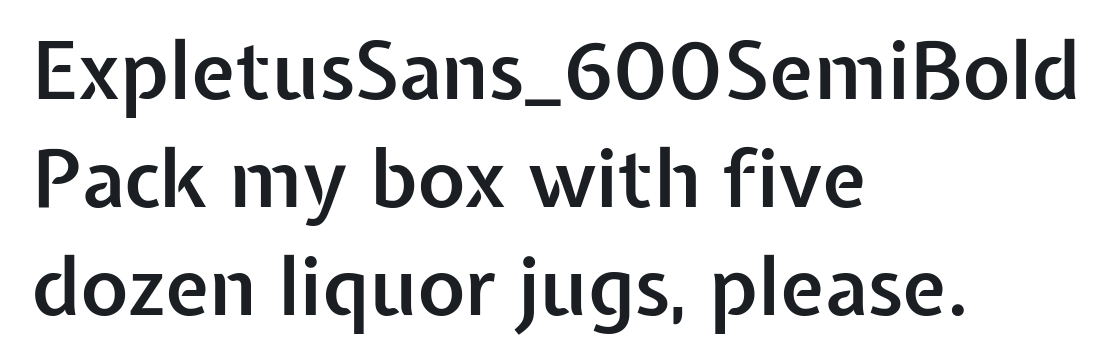 ExpletusSans_600SemiBold
Pack my box with five
dozen liquor jugs, please.